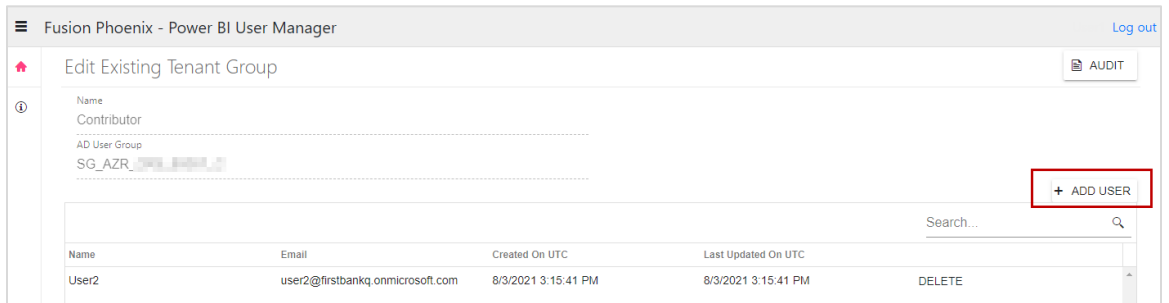 Fusion Phoenix - Power BI User Manager Log out
Edit Existing Tenant Group AUDIT
Name
Contributor
AD User Group
SG_AZR_
+ ADD USER
Search...
Name Email Created On UTC Last Updated On UTC
User2 user2@firstbankq.onmicrosoft.com 8/3/2021 3:15:41 PM 8/3/2021 3:15:41 PM DELETE